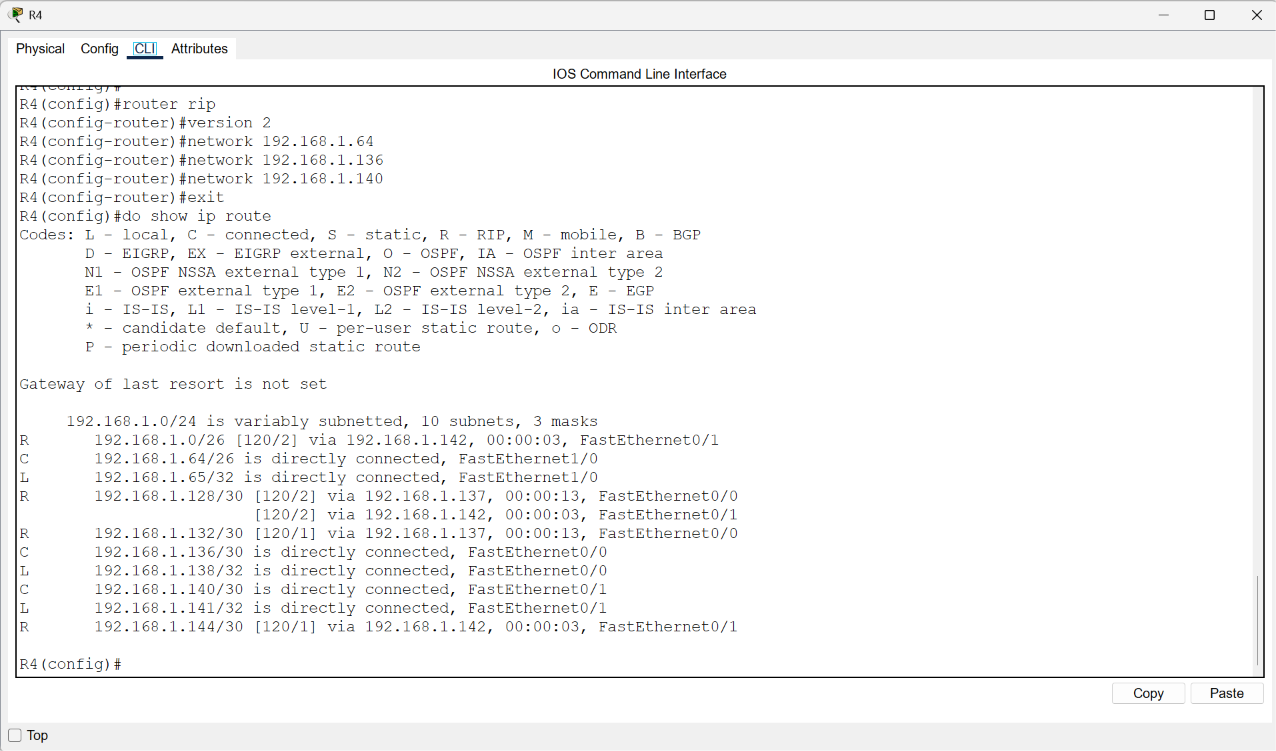 R4
Physical Config CLI Attributes
IOS Command Line Interface
R4(config)#
R4(config)#router rip
R4(config-router)#version 2
R4(config-router)#network 192.168.1.64
R4(config-router)#network 192.168.1.136
R4(config-router)#network 192.168.1.140
R4(config-router)#exit
R4(config)#do show ip route
Codes: L - local, C - connected, S - static, R - RIP, M - mobile, B - BGP
D - EIGRP, EX - EIGRP external, O - OSPF, IA - OSPF inter area
N1 - OSPF NSSA external type 1, N2 - OSPF NSSA external type 2
E1 - OSPF external type 1, E2 - OSPF external type 2, E - EGP
i - IS-IS, L1 - IS-IS level-1, L2 - IS-IS level-2, ia - IS-IS inter area
* - candidate default, U - per-user static route, o - ODR
P - periodic downloaded static route
Gateway of last resort is not set
192.168.1.0/24 is variably subnetted, 10 subnets, 3 masks
R 192.168.1.0/26 [120/2] via 192.168.1.142, 00:00:03, FastEthernet0/1
C 192.168.1.64/26 is directly connected, FastEthernet1/0
L 192.168.1.65/32 is directly connected, FastEthernet1/0
R 192.168.1.128/30 [120/2] via 192.168.1.137, 00:00:13, FastEthernet0/0
[120/2] via 192.168.1.142, 00:00:03, FastEthernet0/1
R 192.168.1.132/30 [120/1] via 192.168.1.137, 00:00:13, FastEthernet0/0
C 192.168.1.136/30 is directly connected, FastEthernet0/0
L 192.168.1.138/32 is directly connected, FastEthernet0/0
C 192.168.1.140/30 is directly connected, FastEthernet0/1
L 192.168.1.141/32 is directly connected, FastEthernet0/1
R 192.168.1.144/30 [120/1] via 192.168.1.142, 00:00:03, FastEthernet0/1
R4(config)#
Copy Paste
Top